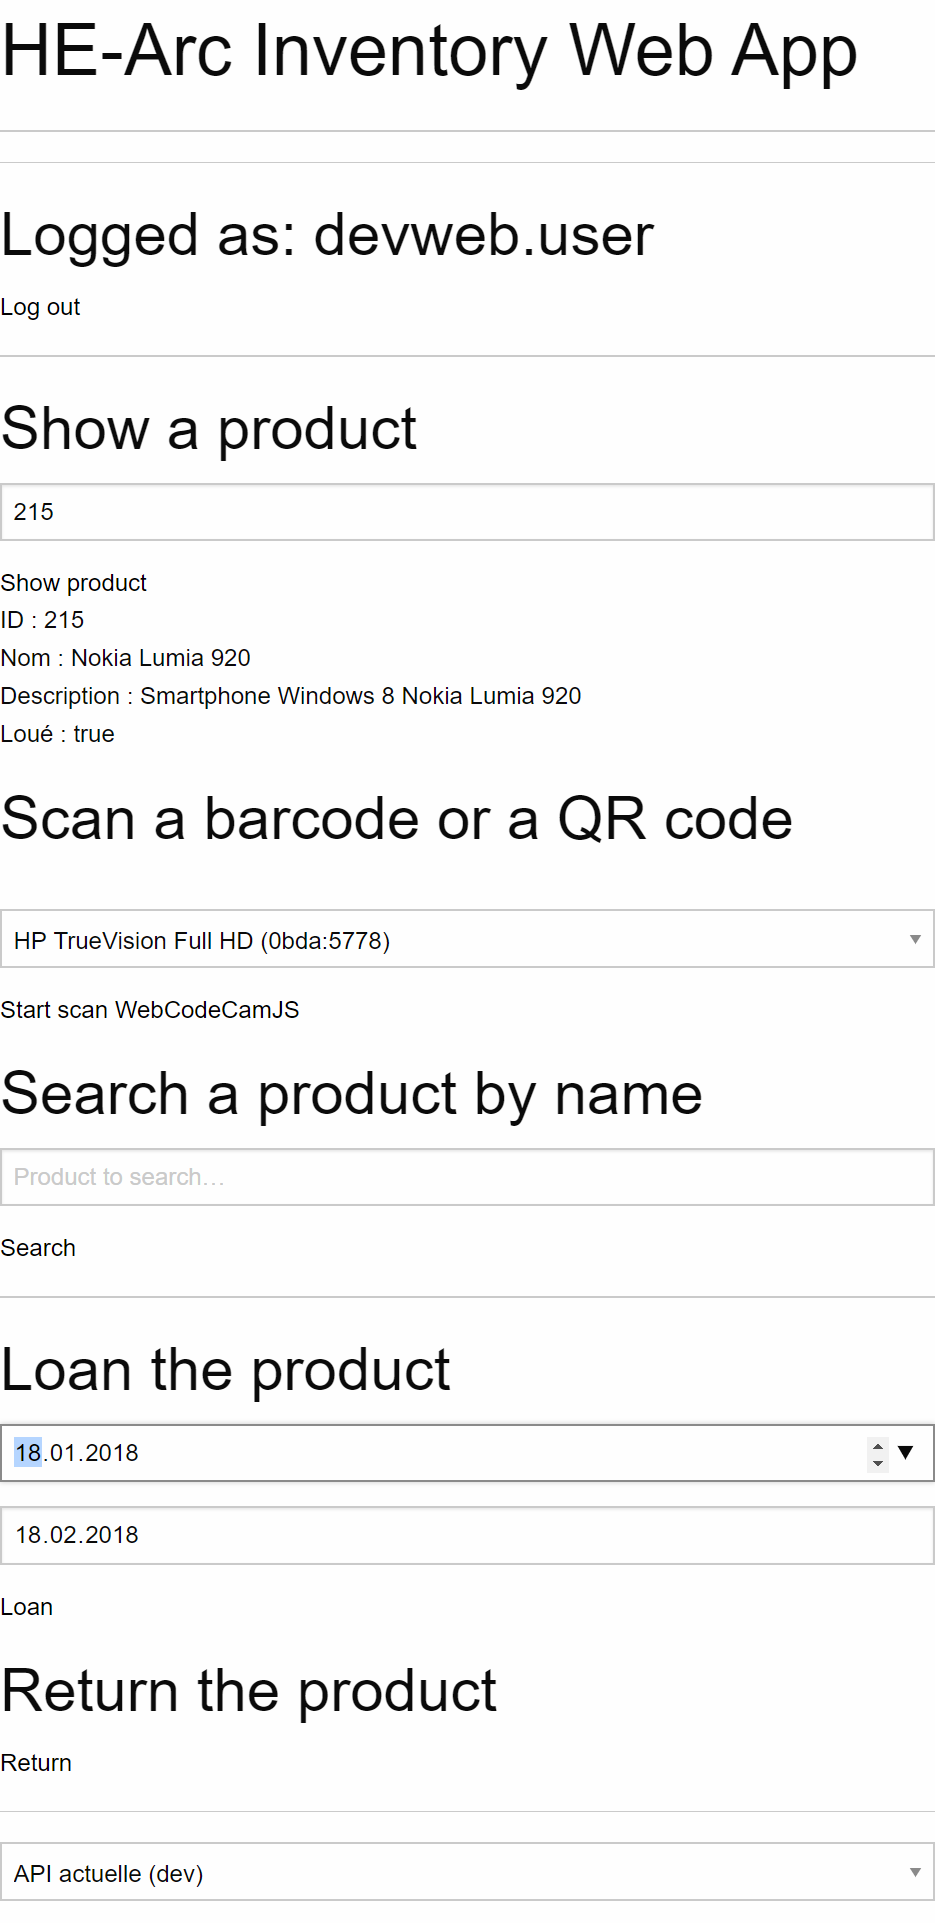 HE-Arc Inventory Web App
Logged as: devweb.user
Log out
Show a product
215
Show product
ID : 215
Nom : Nokia Lumia 920
Description : Smartphone Windows 8 Nokia Lumia 920
Loué : true
Scan a barcode or a QR code
HP TrueVision Full HD (0bda:5778)
Start scan WebCodeCamJS
Search a product by name
Product to search...
Search
Loan the product
18.01.2018
18.02.2018
Loan
Return the product
Return
API actuelle (dev)